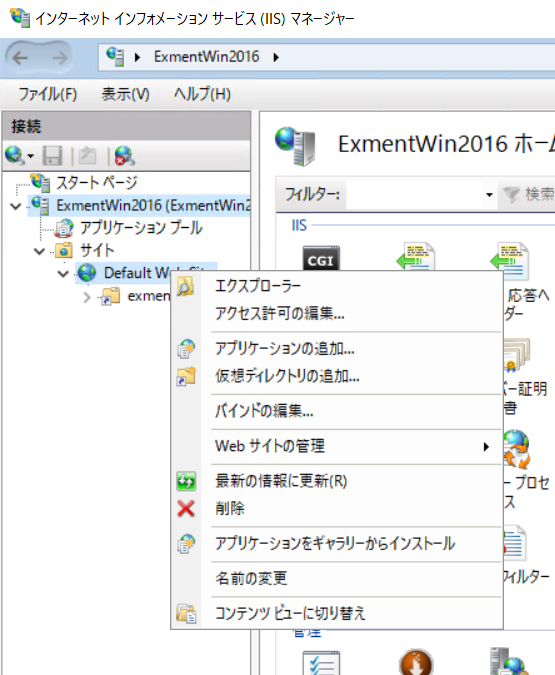 インターネット インフォメーション サービス (IIS) マネージャー
ExmentWin2016
ファイル(F) 表示(V) ヘルプ(H)
接続
スタート ページ
ExmentWin2016 (ExmentWin2
アプリケーション プール
サイト
Default Web Sit
exmen
ExmentWin2016 ホーム
フィルター: 検索
IIS
CGI
エクスプローラー
アクセス許可の編集...
アプリケーションの追加...
仮想ディレクトリの追加...
バインドの編集...
Web サイトの管理
最新の情報に更新(R)
削除
アプリケーションをギャラリーからインストール
名前の変更
コンテンツ ビューに切り替え
応答ヘ
ダー
バー証明
書
プロセ
ス
フィルター
管理